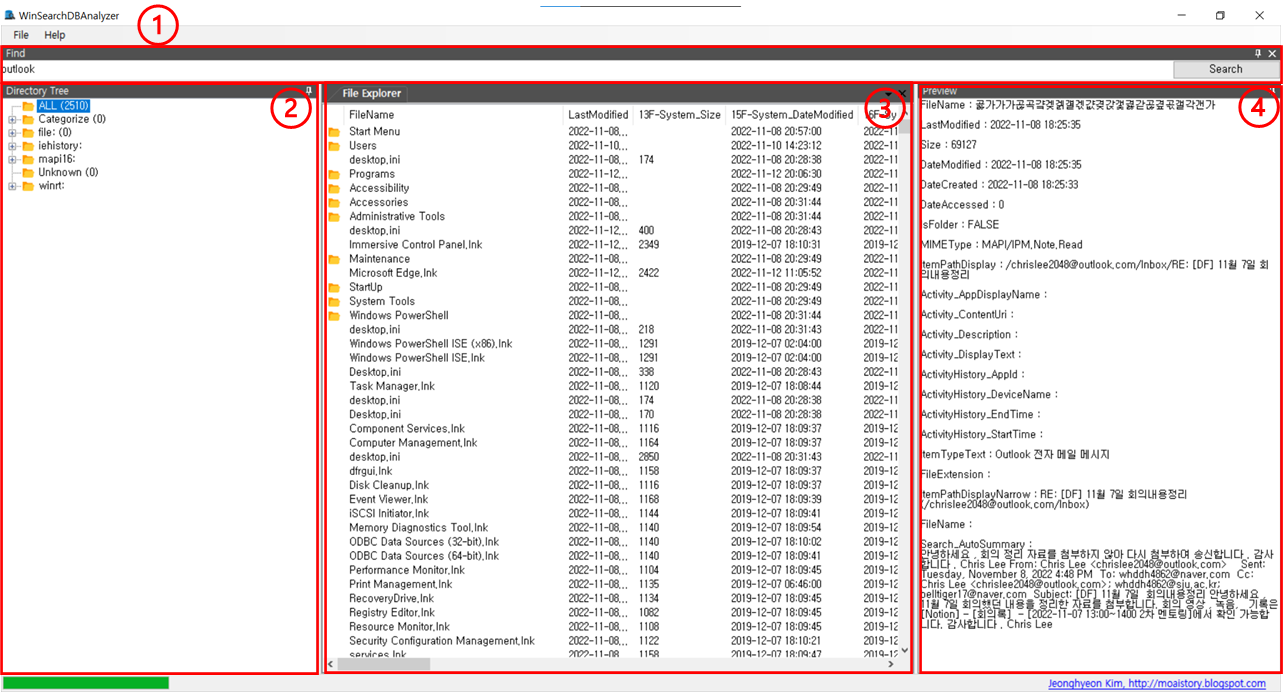 WinSearchDBAnalyzer
File Help
1
Find
outlook
Search
Directory Tree
2
ALL (2510)
Categorize (0)
file: (0)
iehistory:
mapi16:
Unknown (0)
winrt:
File Explorer
3
FileName LastModified 13F-System_Size 15F-System_DateModified
Start Menu 2022-11-08... 2022-11-08 20:57:00 2022-11
Users 2022-11-10... 2022-11-10 14:23:12 2022-11
desktop.ini 2022-11-08... 174 2022-11-08 20:28:38 2022-11
Programs 2022-11-12... 2022-11-12 20:06:30 2022-11
Accessibility 2022-11-08... 2022-11-08 20:29:49 2022-11
Accessories 2022-11-08... 2022-11-08 20:31:44 2022-11
Administrative Tools 2022-11-08... 2022-11-08 20:31:44 2022-11
desktop.ini 2022-11-12... 400 2022-11-08 20:28:43 2022-11
Immersive Control Panel.lnk 2022-11-12... 2349 2019-12-07 18:10:31 2019-12
Maintenance 2022-11-08... 2022-11-08 20:29:49 2022-11
Microsoft Edge.lnk 2022-11-12... 2422 2022-11-12 11:05:52 2022-11
StartUp 2022-11-08... 2022-11-08 20:29:49 2022-11
System Tools 2022-11-08... 2022-11-08 20:29:49 2022-11
Windows PowerShell 2022-11-08... 2022-11-08 20:31:44 2022-11
desktop.ini 2022-11-08... 218 2022-11-08 20:31:43 2022-11
Windows PowerShell ISE (x86).lnk 2022-11-08... 1291 2019-12-07 02:04:00 2019-12
Windows PowerShell ISE.lnk 2022-11-08... 1291 2019-12-07 02:04:00 2019-12
Desktop.ini 2022-11-08... 338 2022-11-08 20:28:43 2022-11
Task Manager.lnk 2022-11-08... 1120 2019-12-07 18:08:44 2019-12
desktop.ini 2022-11-08... 174 2022-11-08 20:28:38 2022-11
Desktop.ini 2022-11-08... 170 2022-11-08 20:28:38 2022-11
Component Services.lnk 2022-11-08... 1116 2019-12-07 18:09:37 2019-12
Computer Management.lnk 2022-11-08... 1164 2019-12-07 18:09:37 2019-12
desktop.ini 2022-11-08... 2850 2022-11-08 20:31:43 2022-11
dfrgui.lnk 2022-11-08... 1158 2019-12-07 18:09:37 2019-12
Disk Cleanup.lnk 2022-11-08... 1116 2019-12-07 18:09:37 2019-12
Event Viewer.lnk 2022-11-08... 1168 2019-12-07 18:09:39 2019-12
iSCSI Initiator.lnk 2022-11-08... 1144 2019-12-07 18:09:41 2019-12
Memory Diagnostics Tool.lnk 2022-11-08... 1140 2019-12-07 18:09:54 2019-12
ODBC Data Sources (32-bit).lnk 2022-11-08... 1140 2019-12-07 18:10:02 2019-12
ODBC Data Sources (64-bit).lnk 2022-11-08... 1140 2019-12-07 18:09:41 2019-12
Performance Monitor.lnk 2022-11-08... 1104 2019-12-07 18:09:45 2019-12
Print Management.lnk 2022-11-08... 1135 2019-12-07 06:46:00 2019-12
RecoveryDrive.lnk 2022-11-08... 1134 2019-12-07 18:09:45 2019-12
Registry Editor.lnk 2022-11-08... 1082 2019-12-07 18:09:45 2019-12
Resource Monitor.lnk 2022-11-08... 1108 2019-12-07 18:09:45 2019-12
Security Configuration Management.lnk 2022-11-08... 1122 2019-12-07 18:10:21 2019-12
services.lnk 2022-11-08 1158 2019-12-07 18:09:47 2019-12
Preview
4
FileName :
LastModified : 2022-11-08 18:25:35
Size : 69127
DateModified : 2022-11-08 18:25:35
DateCreated : 2022-11-08 18:25:33
DateAccessed : 0
IsFolder : FALSE
MIMEType : MAPI/IPM.Note.Read
ItemPathDisplay : /chrislee2048@outlook.com/Inbox/RE: [DF] 11월 7일 회
의내용정리
Activity_AppDisplayName :
Activity_ContentUri :
Activity_Description :
Activity_DisplayText :
ActivityHistory_AppId :
ActivityHistory_DeviceName :
ActivityHistory_EndTime :
ActivityHistory_StartTime :
ItemTypeText : Outlook 전자 메일 메시지
FileExtension :
ItemPathDisplayNarrow : RE: [DF] 11월 7일 회의내용정리
(/chrislee2048@outlook.com/Inbox)
FileName :
Search_AutoSummary :
안녕하세요 , 회의 정리 자료를 첨부하지 않아 다시 첨부하여 송신합니다 . 감사
합니다 . Chris Lee From: Chris Lee <chrislee2048@outlook.com> Sent:
Tuesday, November 8, 2022 4:48 PM To: whddh4862@naver.com Cc:
Chris Lee <chrislee2048@outlook.com>; whddh4862@sju.ac.kr;
belltiger17@naver.com Subject: [DF] 11월 7일 회의내용정리 안녕하세요 .
11월 7일 회의했던 내용을 정리한 자료를 첨부합니다. 회의 영상 , 녹음, 기록은
[Notion] - [회의록] - [2022-11-07 13:00~1400 2차 멘토링]에서 확인 가능합
니다. 감사합니다 . Chris Lee
Jeonghyeon Kim, http://moaistory.blogspot.com